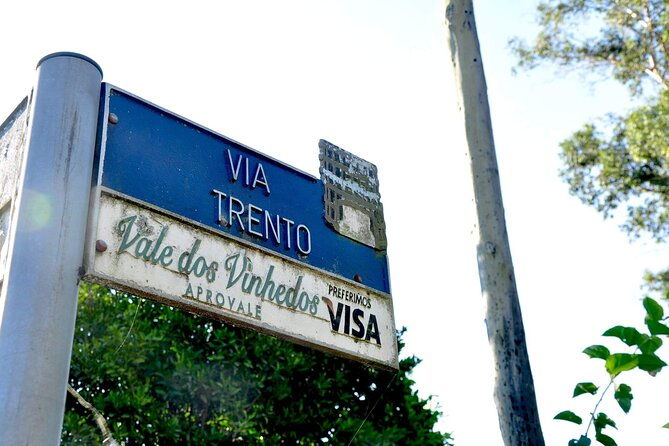 VIA
TRENTO
Vale dos Vinhedos
APROVALE
PREFERIMOS
VISA